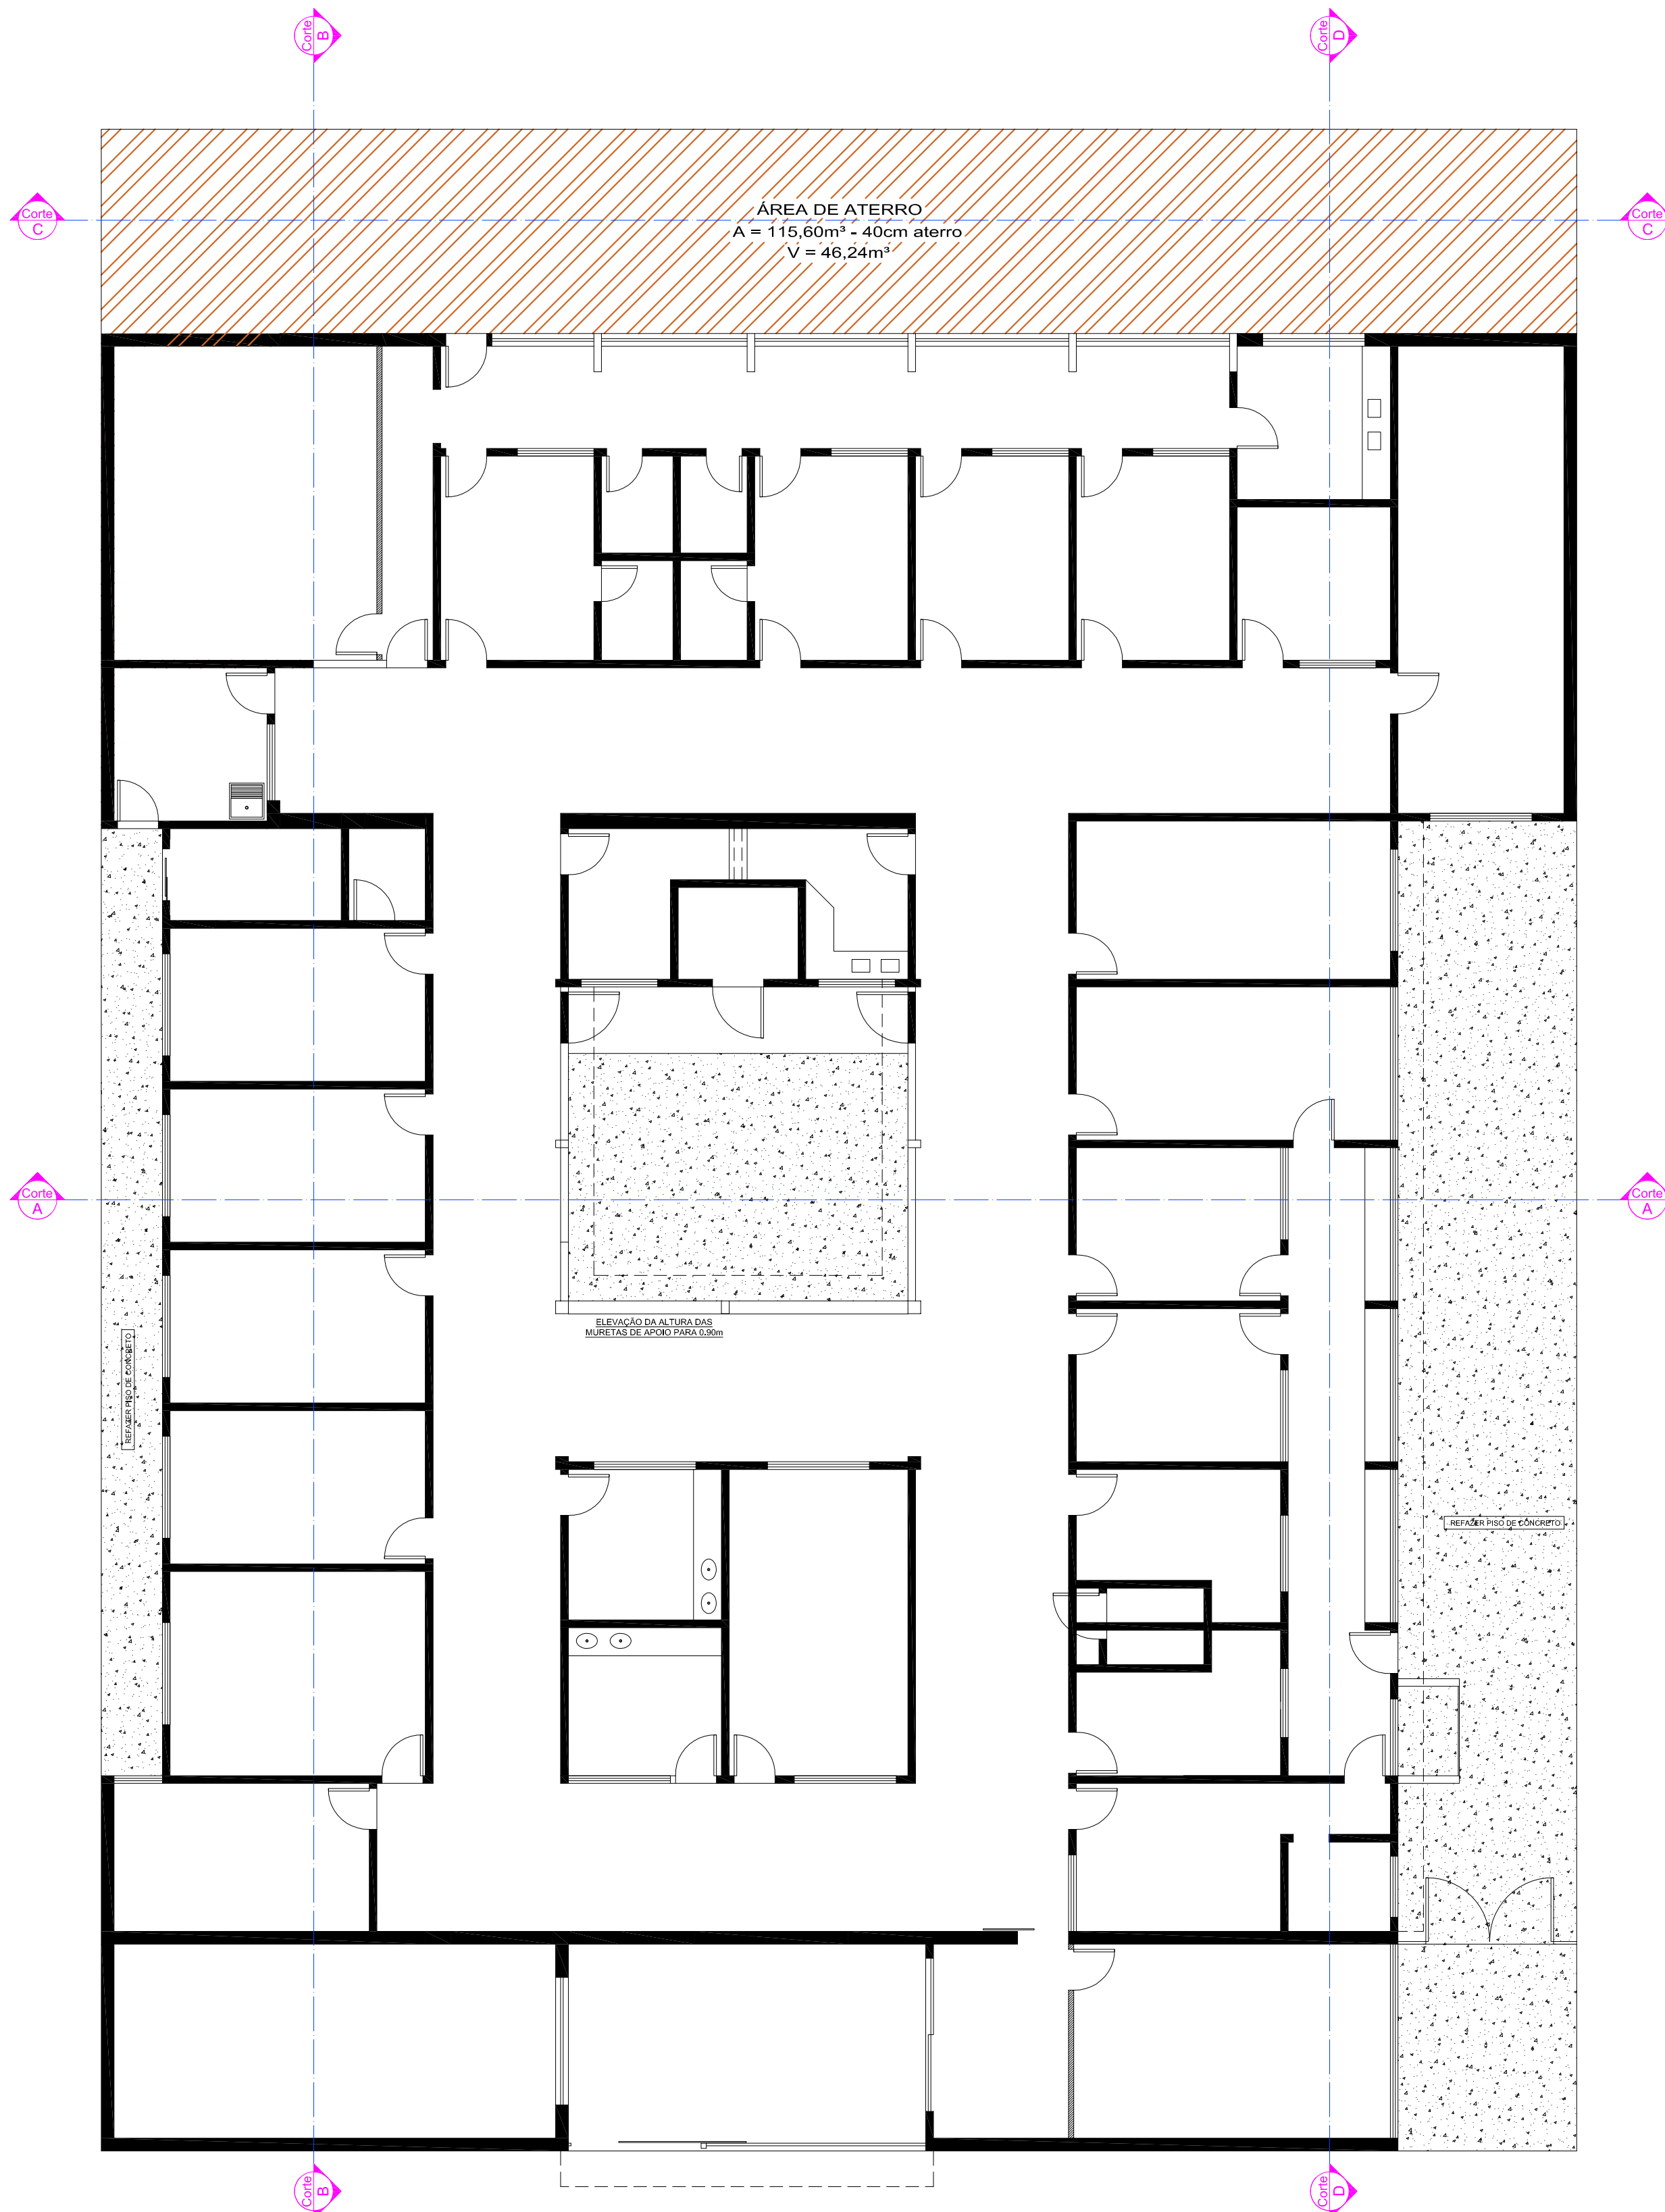 Corte
B
Corte
D
ÁREA DE ATERRO
A = 115,60m³ - 40cm aterro
V = 46,24m³
Corte
C
Corte
C
Corte
A
Corte
A
ELEVAÇÃO DA ALTURA DAS
MURETAS DE APOIO PARA 0.90m
REFAZER PISO DE CONCRETO
REFAZER PISO DE CONCRETO
Corte
B
Corte
D